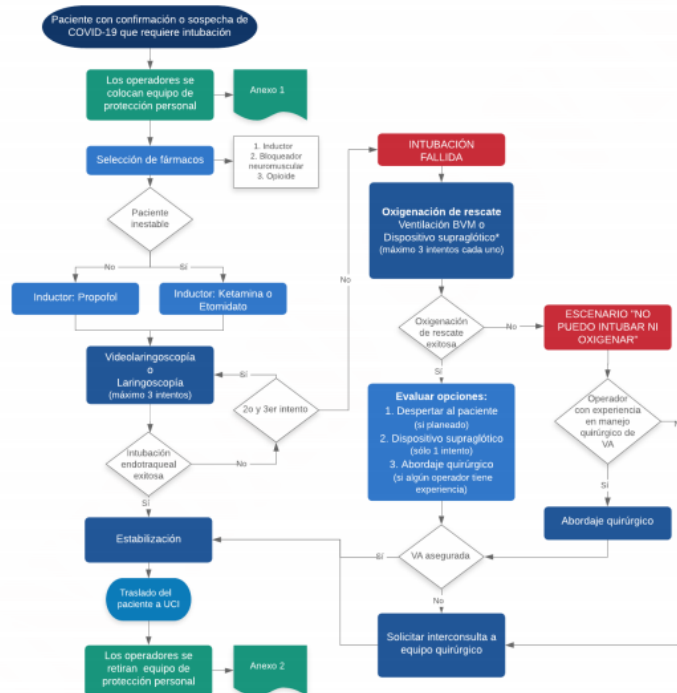 Paciente con confirmación o sospecha de
COVID-19 que requiere intubación
Los operadores se
colocan equipo de
protección personal
Anexo 1
Selección de fármacos
1. Inductor
2. Bloqueador
neuromuscular
3. Opioide
Paciente
inestable
No
Sí
Inductor: Propofol
Inductor: Ketamina o
Etomidato
Videolaringoscopía
o
Laringoscopía
(máximo 3 intentos)
Sí
2o y 3er intento
No
Intubación
endotraqueal
exitosa
No
Sí
Estabilización
Traslado del
paciente a UCI
Los operadores se
retiran equipo de
protección personal
Anexo 2
INTUBACIÓN
FALLIDA
Oxigenación de rescate
Ventilación BVM o
Dispositivo supraglótico*
(máximo 3 intentos cada uno)
Oxigenación
de rescate
exitosa
No
Sí
ESCENARIO "NO
PUEDO INTUBAR NI
OXIGENAR"
Evaluar opciones:
1. Despertar al paciente
(si planeado)
2. Dispositivo supraglótico
(sólo 1 intento)
3. Abordaje quirúrgico
(si algún operador tiene
experiencia)
Operador
con experiencia
en manejo
quirúrgico de
VA
Sí
Abordaje quirúrgico
VA asegurada
Sí
No
Solicitar interconsulta a
equipo quirúrgico